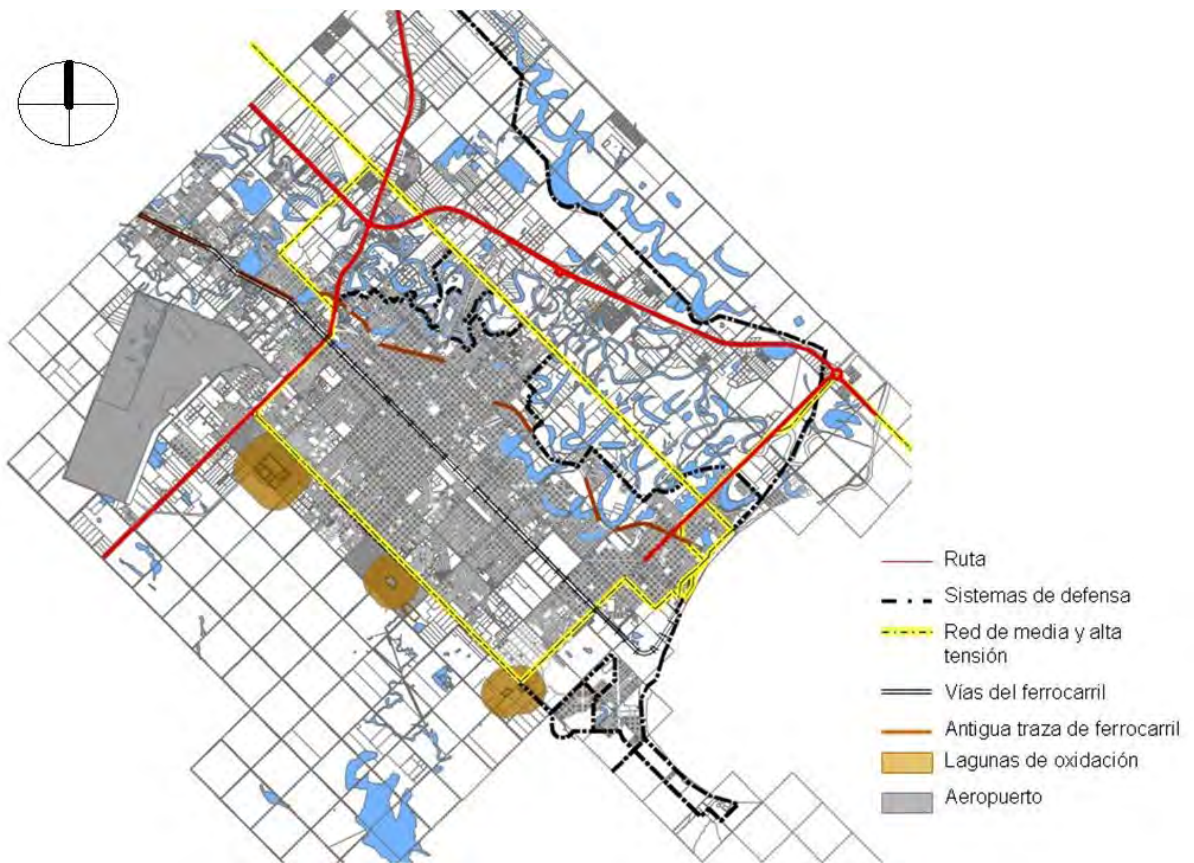 Ruta
Sistemas de defensa
Red de media y alta
tensión
Vías del ferrocarril
Antigua traza de ferrocarril
Lagunas de oxidación
Aeropuerto